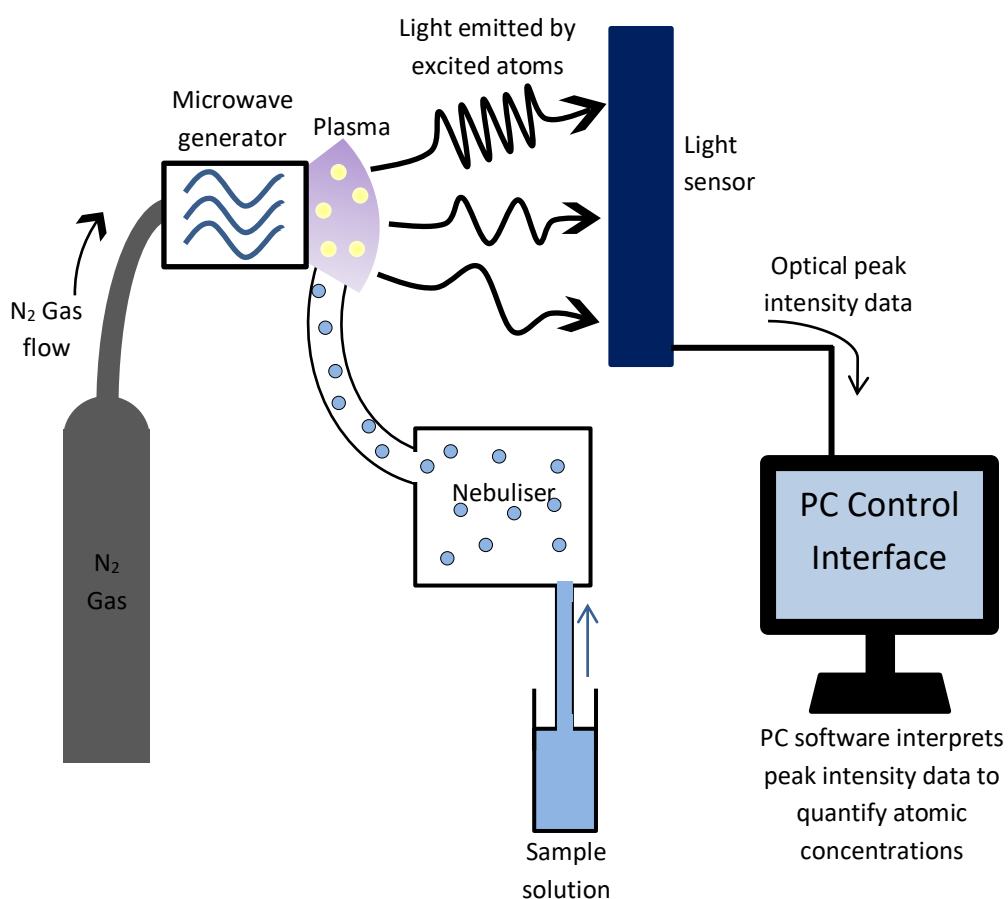 Light emitted by
excited atoms
Microwave
generator
Plasma
Light
sensor
N₂ Gas
flow
Optical peak
intensity data
Nebuliser
PC Control
Interface
N₂
Gas
PC software interprets
peak intensity data to
quantify atomic
concentrations
Sample
solution